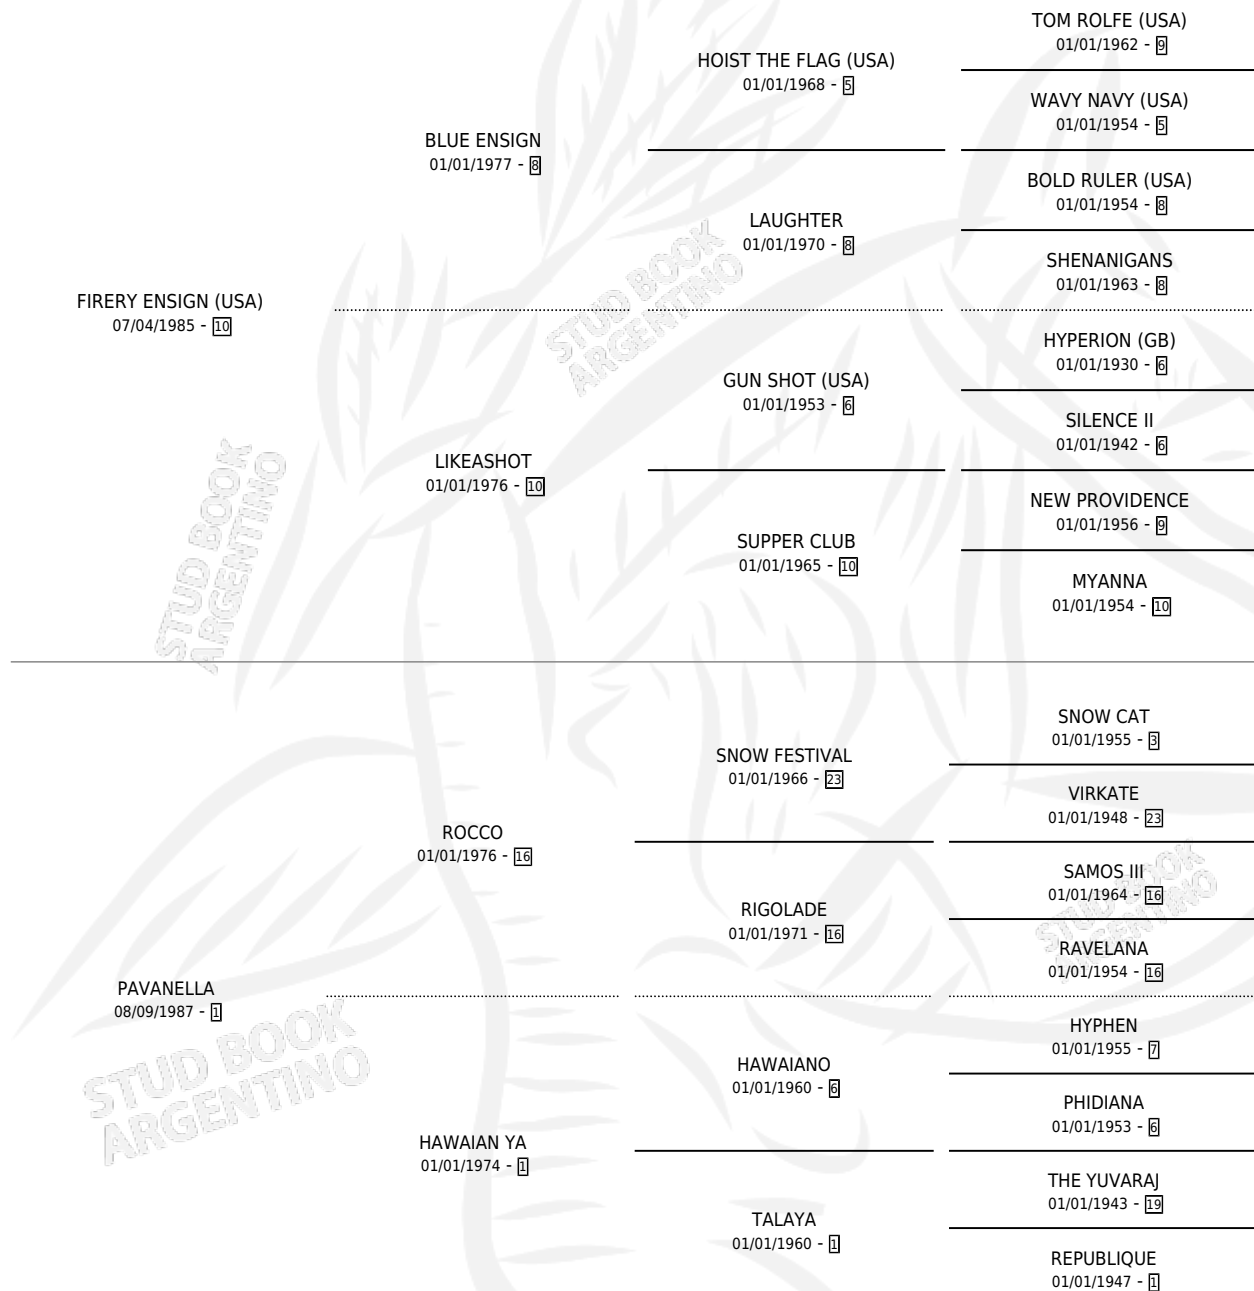 TOM ROLFE (USA)
01/01/1962 - 9
HOIST THE FLAG (USA)
01/01/1968 - 5
WAVY NAVY (USA)
01/01/1954 - 5
BLUE ENSIGN
01/01/1977 - 8
BOLD RULER (USA)
01/01/1954 - 8
LAUGHTER
01/01/1970 - 8
SHENANIGANS
01/01/1963 - 8
FIRERY ENSIGN (USA)
07/04/1985 - 10
HYPERION (GB)
01/01/1930 - 6
GUN SHOT (USA)
01/01/1953 - 6
SILENCE II
01/01/1942 - 6
LIKEASHOT
01/01/1976 - 10
NEW PROVIDENCE
01/01/1956 - 9
SUPPER CLUB
01/01/1965 - 10
MYANNA
01/01/1954 - 10
SNOW CAT
01/01/1955 - 3
SNOW FESTIVAL
01/01/1966 - 23
VIRKATE
01/01/1948 - 23
ROCCO
01/01/1976 - 16
SAMOS III
01/01/1964 - 16
RIGOLADE
01/01/1971 - 16
RAVELANA
01/01/1954 - 16
PAVANELLA
08/09/1987 - 1
HYPHEN
01/01/1955 - 7
HAWAIANO
01/01/1960 - 6
PHIDIANA
01/01/1953 - 6
HAWAIAN YA
01/01/1974 - 1
THE YUVARAJ
01/01/1943 - 19
TALAYA
01/01/1960 - 1
REPUBLIQUE
01/01/1947 - 1
STUD BOOK
ARGENTINO
STUD BOOK
ARGENTINO
STUD BOOK
ARGENTINO
STUD BOOK
ARGENTINO